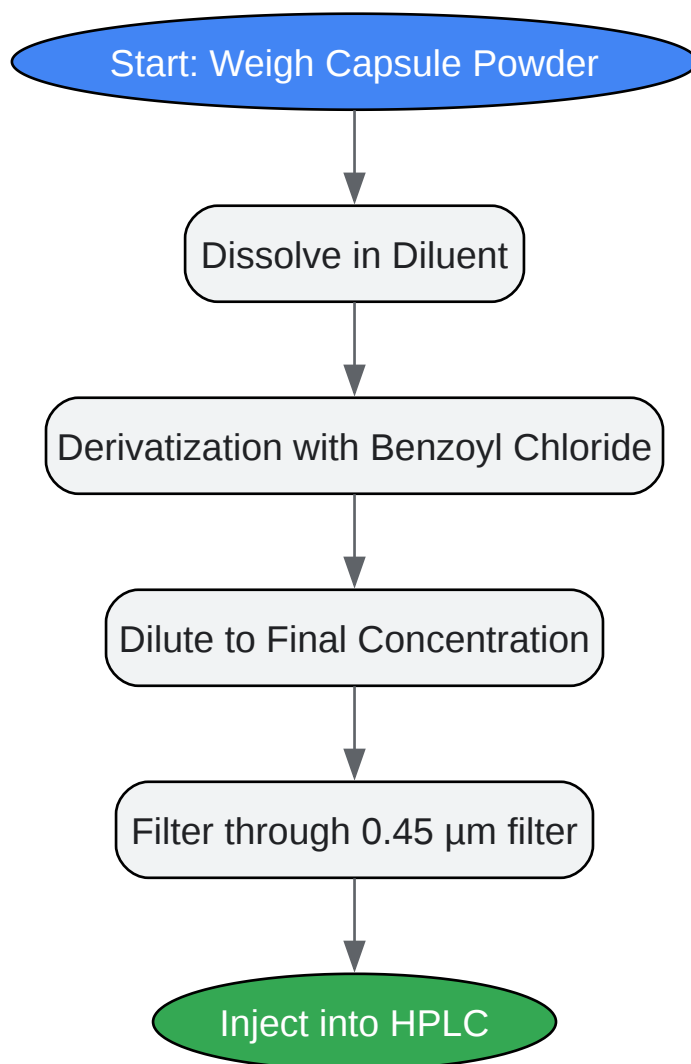 Start: Weigh Capsule Powder
Dissolve in Diluent
Derivatization with Benzoyl Chloride
Dilute to Final Concentration
Filter through 0.45 µm filter
Inject into HPLC